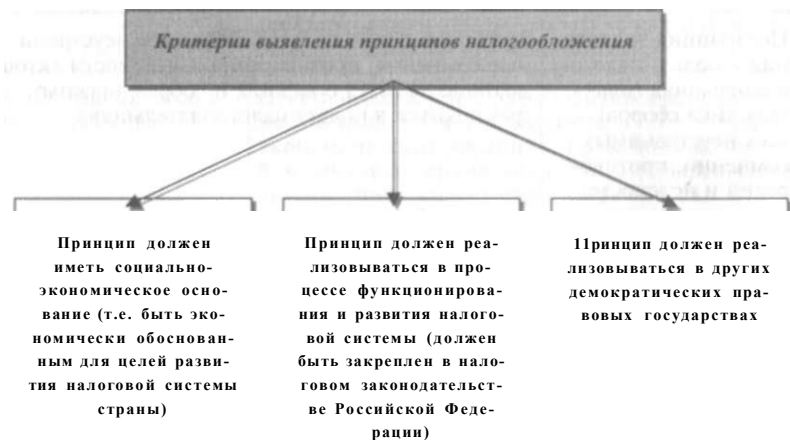 Критерии выявления принципов налогообложения
Принцип должен
иметь социально-
экономическое осно-
вание (т.е. быть эко-
номически обоснован-
ным для целей разви-
тия налоговой системы
страны)
Принцип должен реа-
лизовываться в про-
цессе функционирова-
ния и развития налого-
вой системы (должен
быть закреплен в нало-
говом законодательст-
ве Российской Феде-
рации)
11ринцип должен реа-
лнзовываться в других
демократических пра-
вовых государствах